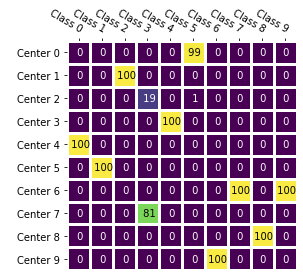 Class 0 Class 1 Class 2 Class 3 Class 4 Class 5 Class 6 Class 7 Class 8 Class 9
Center 0 0 0 0 0 0 99 0 0 0 0
Center 1 0 0 100 0 0 0 0 0 0 0
Center 2 0 0 0 19 0 1 0 0 0 0
Center 3 0 0 0 0 100 0 0 0 0 0
Center 4 100 0 0 0 0 0 0 0 0 0
Center 5 0 100 0 0 0 0 0 0 0 0
Center 6 0 0 0 0 0 0 0 100 0 100
Center 7 0 0 0 81 0 0 0 0 0 0
Center 8 0 0 0 0 0 0 0 0 100 0
Center 9 0 0 0 0 0 0 100 0 0 0